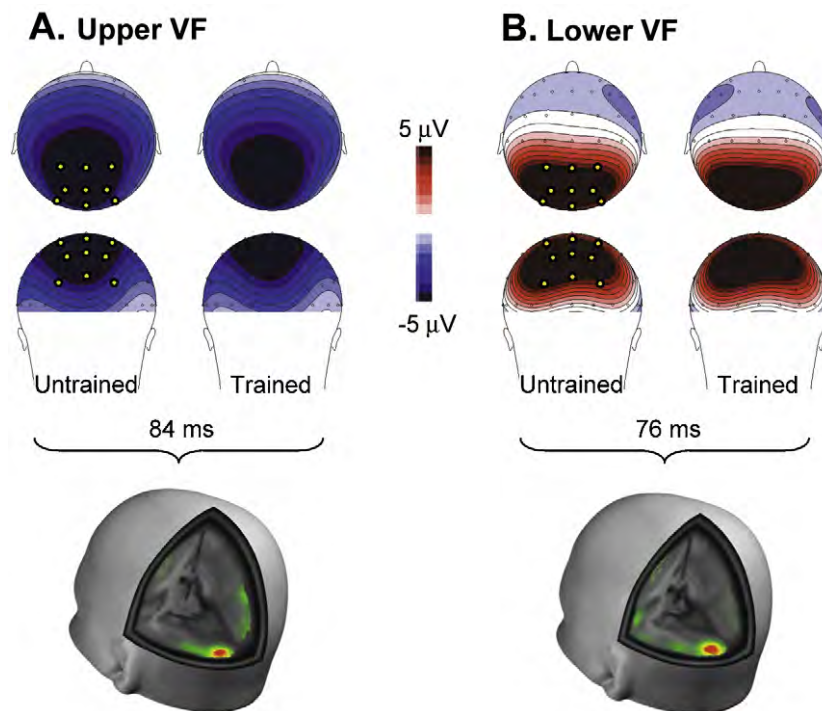 A. Upper VF
B. Lower VF
5 μV
-5 μV
Untrained
Trained
Untrained
Trained
84 ms
76 ms